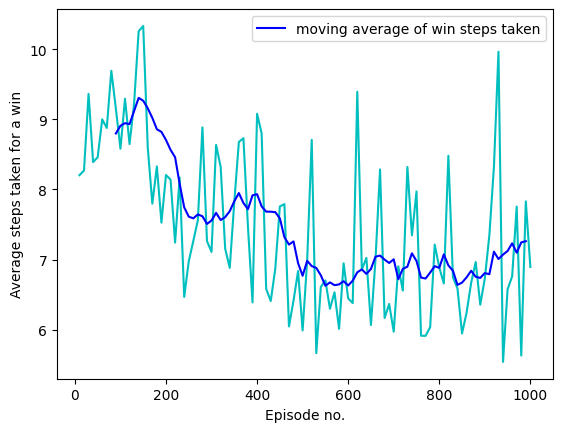 moving average of win steps taken
Average steps taken for a win
10
9
8
7
6
0 200 400 600 800 1000
Episode no.